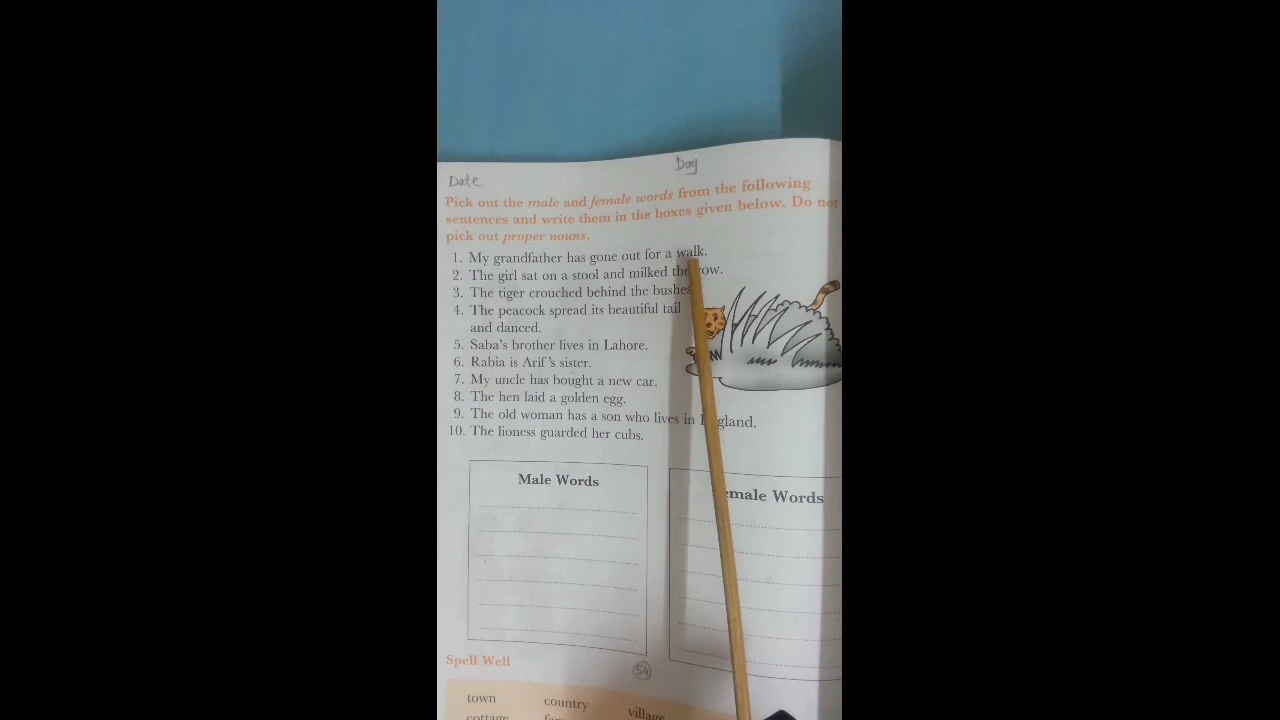 Date
Day
Pick out the male and female words from the following
sentences and write them in the boxes given below. Do not
pick out proper nouns.
1. My grandfather has gone out for a walk.
2. The girl sat on a stool and milked the cow.
3. The tiger crouched behind the bushes
4. The peacock spread its beautiful tail
and danced.
5. Saba's brother lives in Lahore.
6. Rabia is Arif's sister.
7. My uncle has bought a new car.
8. The hen laid a golden egg.
9. The old woman has a son who lives in England.
10. The lioness guarded her cubs.
Male Words
Female Words
Spell Well
54
town country village
cottage